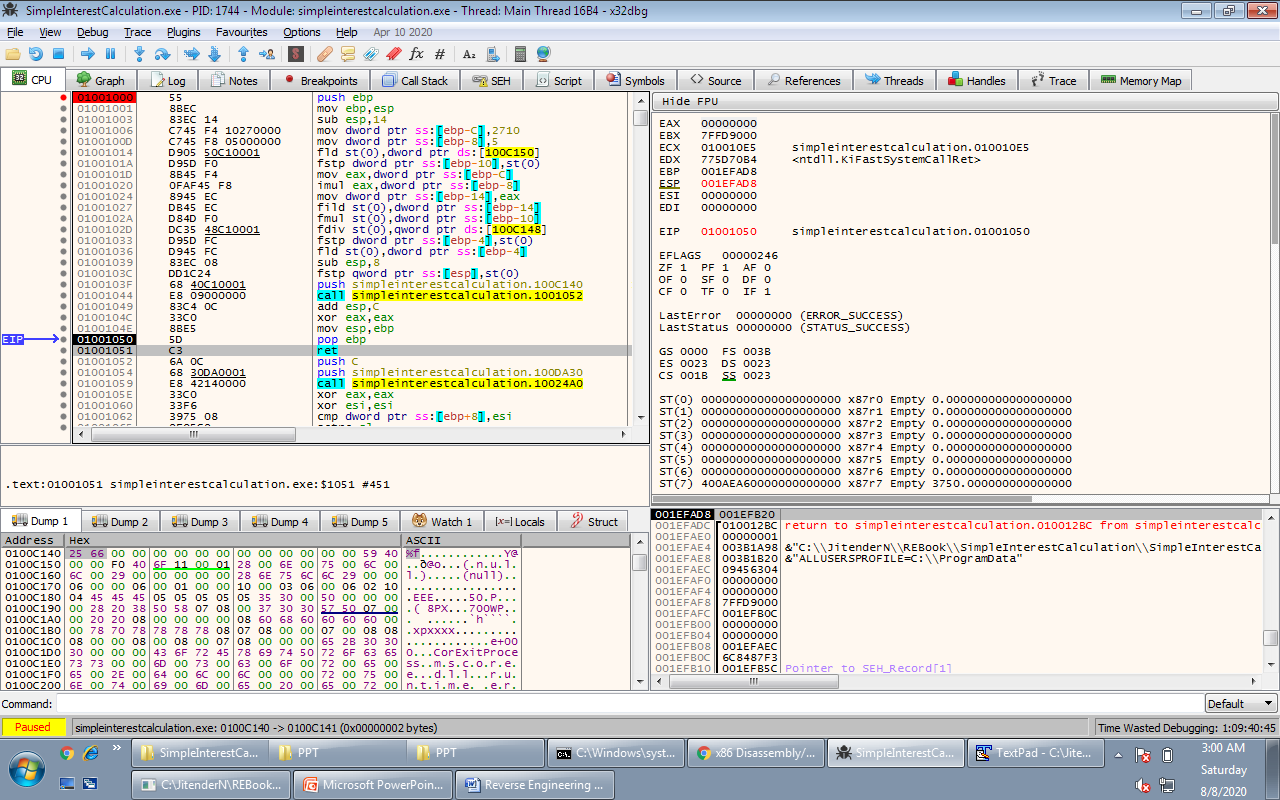 SimpleInterestCalculation.exe - PID: 1744 - Module: simpleinterestcalculation.exe - Thread: Main Thread 16B4 - x32dbg
File View Debug Trace Plugins Favourites Options Help Apr 10 2020
CPU Graph Log Notes Breakpoints Call Stack SEH Script Symbols Source References Threads Handles Trace Memory Map
01001000 55 push ebp
01001001 8BEC mov ebp,esp
01001003 83EC 14 sub esp,14
01001006 C745 F4 10270000 mov dword ptr ss:[ebp-C],2710
0100100D C745 F8 05000000 mov dword ptr ss:[ebp-8],5
01001014 D905 50C10001 fld st(0),dword ptr ds:[100C150]
0100101A D95D F0 fstp dword ptr ss:[ebp-10],st(0)
0100101D 8B45 F4 mov eax,dword ptr ss:[ebp-C]
01001020 0FAF45 F8 imul eax,dword ptr ss:[ebp-8]
01001024 8945 EC mov dword ptr ss:[ebp-14],eax
01001027 DB45 EC fild st(0),dword ptr ss:[ebp-14]
0100102A D84D F0 fmul st(0),dword ptr ss:[ebp-10]
0100102D DC35 48C10001 fdiv st(0),qword ptr ds:[100C148]
01001033 D95D FC fstp dword ptr ss:[ebp-4],st(0)
01001036 D945 FC fld st(0),dword ptr ss:[ebp-4]
01001039 83EC 08 sub esp,8
0100103C DD1C24 fstp qword ptr ss:[esp],st(0)
0100103F 68 40C10001 push simpleinterestcalculation.100C140
01001044 E8 09000000 call simpleinterestcalculation.1001052
01001049 83C4 0C add esp,C
0100104C 33C0 xor eax,eax
0100104E 8BE5 mov esp,ebp
EIP 01001050 5D pop ebp
01001051 C3 ret
01001052 6A 0C push C
01001054 68 30DA0001 push simpleinterestcalculation.100DA30
01001059 E8 42140000 call simpleinterestcalculation.10024A0
0100105E 33C0 xor eax,eax
01001060 33F6 xor esi,esi
01001062 3975 08 cmp dword ptr ss:[ebp+8],esi
.text:01001051 simpleinterestcalculation.exe:$1051 #451
Hide FPU
EAX 00000000
EBX 7FFD9000
ECX 010010E5 simpleinterestcalculation.010010E5
EDX 775D70B4 <ntdll.KiFastSystemCallRet>
EBP 001EFAD8
ESP 001EFAD8
ESI 00000000
EDI 00000000
EIP 01001050 simpleinterestcalculation.01001050
EFLAGS 00000246
ZF 1 PF 1 AF 0
OF 0 SF 0 DF 0
CF 0 TF 0 IF 1
LastError 00000000 (ERROR_SUCCESS)
LastStatus 00000000 (STATUS_SUCCESS)
GS 0000 FS 003B
ES 0023 DS 0023
CS 001B SS 0023
ST(0) 00000000000000000000 x87r0 Empty 0.000000000000000000
ST(1) 00000000000000000000 x87r1 Empty 0.000000000000000000
ST(2) 00000000000000000000 x87r2 Empty 0.000000000000000000
ST(3) 00000000000000000000 x87r3 Empty 0.000000000000000000
ST(4) 00000000000000000000 x87r4 Empty 0.000000000000000000
ST(5) 00000000000000000000 x87r5 Empty 0.000000000000000000
ST(6) 00000000000000000000 x87r6 Empty 0.000000000000000000
ST(7) 400AEA60000000000000 x87r7 Empty 3750.000000000000000
Dump 1 Dump 2 Dump 3 Dump 4 Dump 5 Watch 1 Locals Struct
Address Hex ASCII
0100C140 25 66 00 00 00 00 00 00 00 00 00 00 00 00 59 40 %f............Y@
0100C150 00 00 F0 40 6F 11 00 01 28 00 6E 00 75 00 6C 00 ..ð@o...(.n.u.l.
0100C160 6C 00 29 00 00 00 00 00 28 6E 75 6C 6C 29 00 00 l.).....(null)..
0100C170 06 00 00 06 00 01 00 00 10 00 03 06 00 06 02 10 ................
0100C180 04 45 45 45 05 05 05 05 05 35 30 00 50 00 00 00 .EEE.....50.P...
0100C190 00 28 20 38 50 58 07 08 00 37 30 30 57 50 07 00 .( 8PX...700WP..
0100C1A0 00 20 20 08 00 00 00 00 08 60 68 60 60 60 60 00 .  ......`h````.
0100C1B0 00 78 70 78 78 78 78 08 07 08 00 00 07 00 08 08 .xpxxxx.........
0100C1C0 08 00 00 08 00 08 00 07 08 00 00 00 65 2B 30 30 ............e+00
0100C1D0 30 00 00 00 43 6F 72 45 78 69 74 50 72 6F 63 65 0...CorExitProce
0100C1E0 73 73 00 00 6D 00 73 00 63 00 6F 00 72 00 65 00 ss..m.s.c.o.r.e.
0100C1F0 65 00 2E 00 64 00 6C 00 6C 00 00 00 72 00 75 00 e...d.l.l...r.u.
0100C200 6E 00 74 00 69 00 6D 00 65 00 20 00 65 00 72 00 n.t.i.m.e. .e.r.
001EFAD8 001EFB20
001EFADC 010012BC return to simpleinterestcalculation.010012BC from simpleinterestcalc
001EFAE0 00000001
001EFAE4 003B1A98 &"C:\\JitenderN\\REBook\\SimpleInterestCalculation\\SimpleInterestCa
001EFAE8 003B1B20 &"ALLUSERSPROFILE=C:\\ProgramData"
001EFAEC 09456304
001EFAF0 00000000
001EFAF4 00000000
001EFAF8 7FFD9000
001EFAFC 001EFB0C
001EFB00 00000000
001EFB04 00000000
001EFB08 001EFAEC
001EFB0C 6C8487F3
001EFB10 001EFB5C Pointer to SEH_Record[1]
Command: Default
Paused simpleinterestcalculation.exe: 0100C140 -> 0100C141 (0x00000002 bytes) Time Wasted Debugging: 1:09:40:45
SimpleInterestCa... PPT PPT C:\Windows\syst... x86 Disassembly/... SimpleInterestCa... TextPad - C:\Jite...
C:\JitenderN\REBook... Microsoft PowerPoin... Reverse Engineering ...
3:00 AM
Saturday
8/8/2020